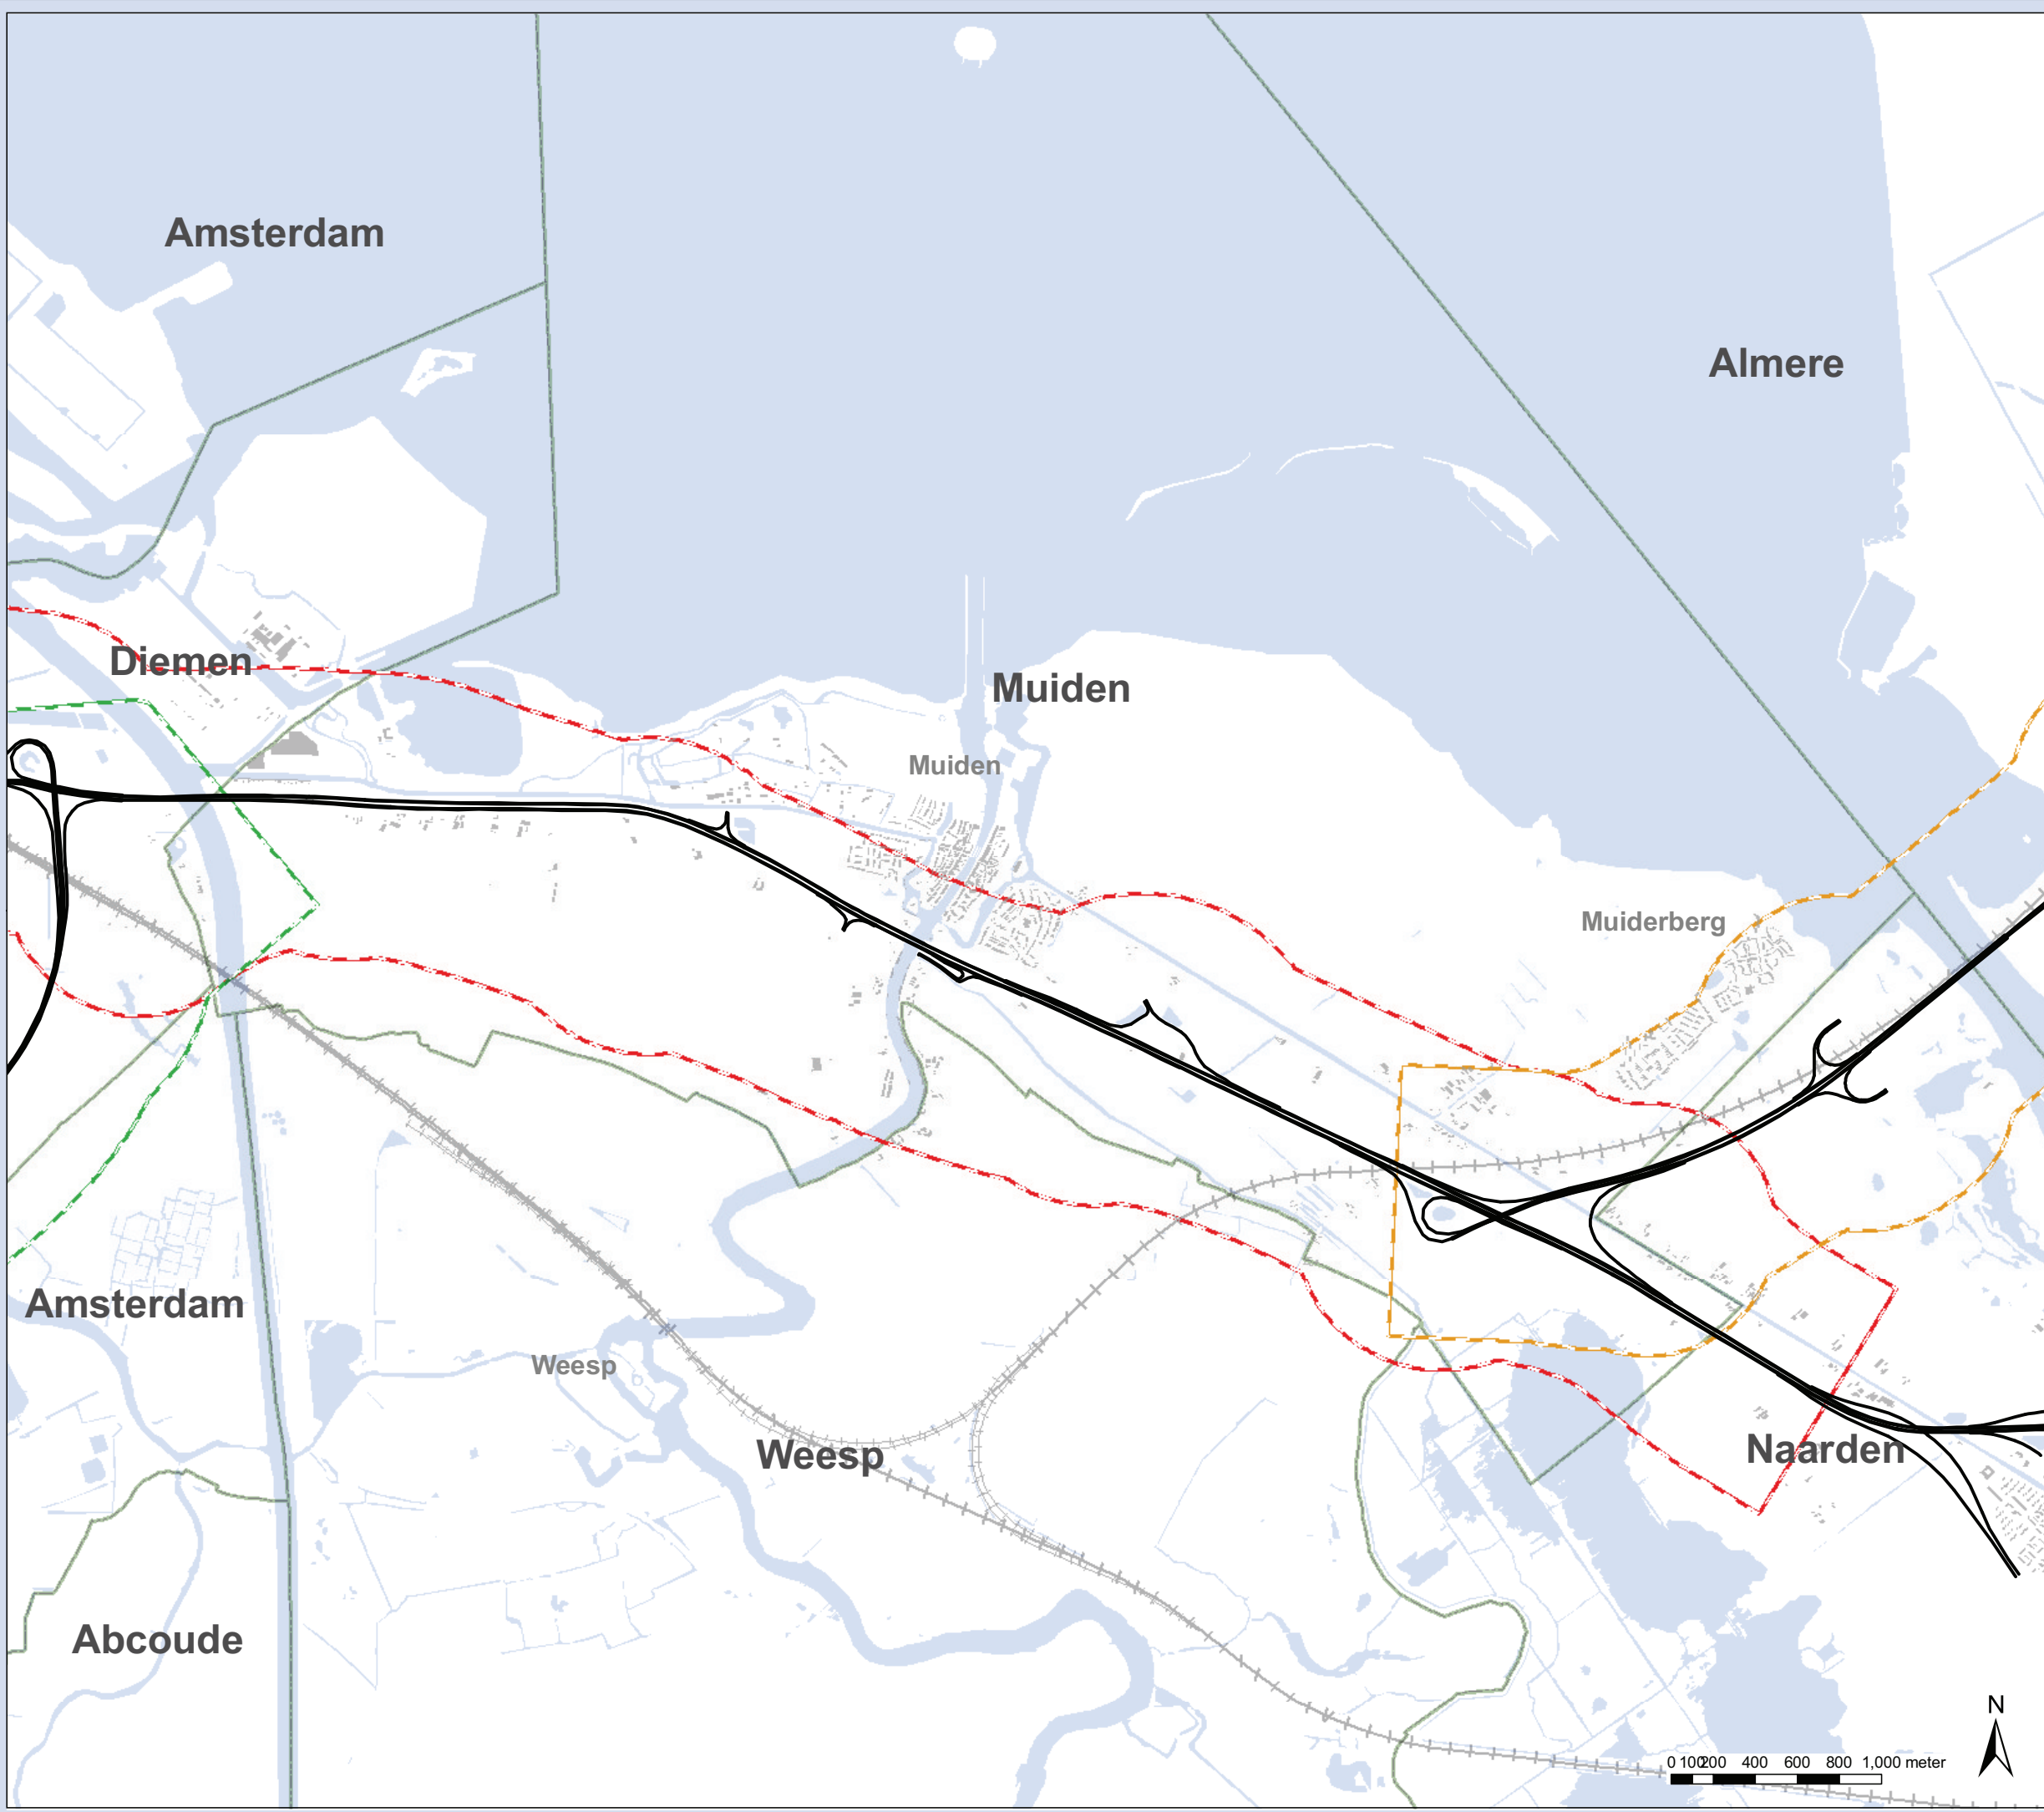 Amsterdam
Almere
Diemen
Muiden
Muiden
Muiderberg
Amsterdam
Weesp
Weesp
Naarden
Abcoude
N
0 100200 400 600 800 1,000 meter